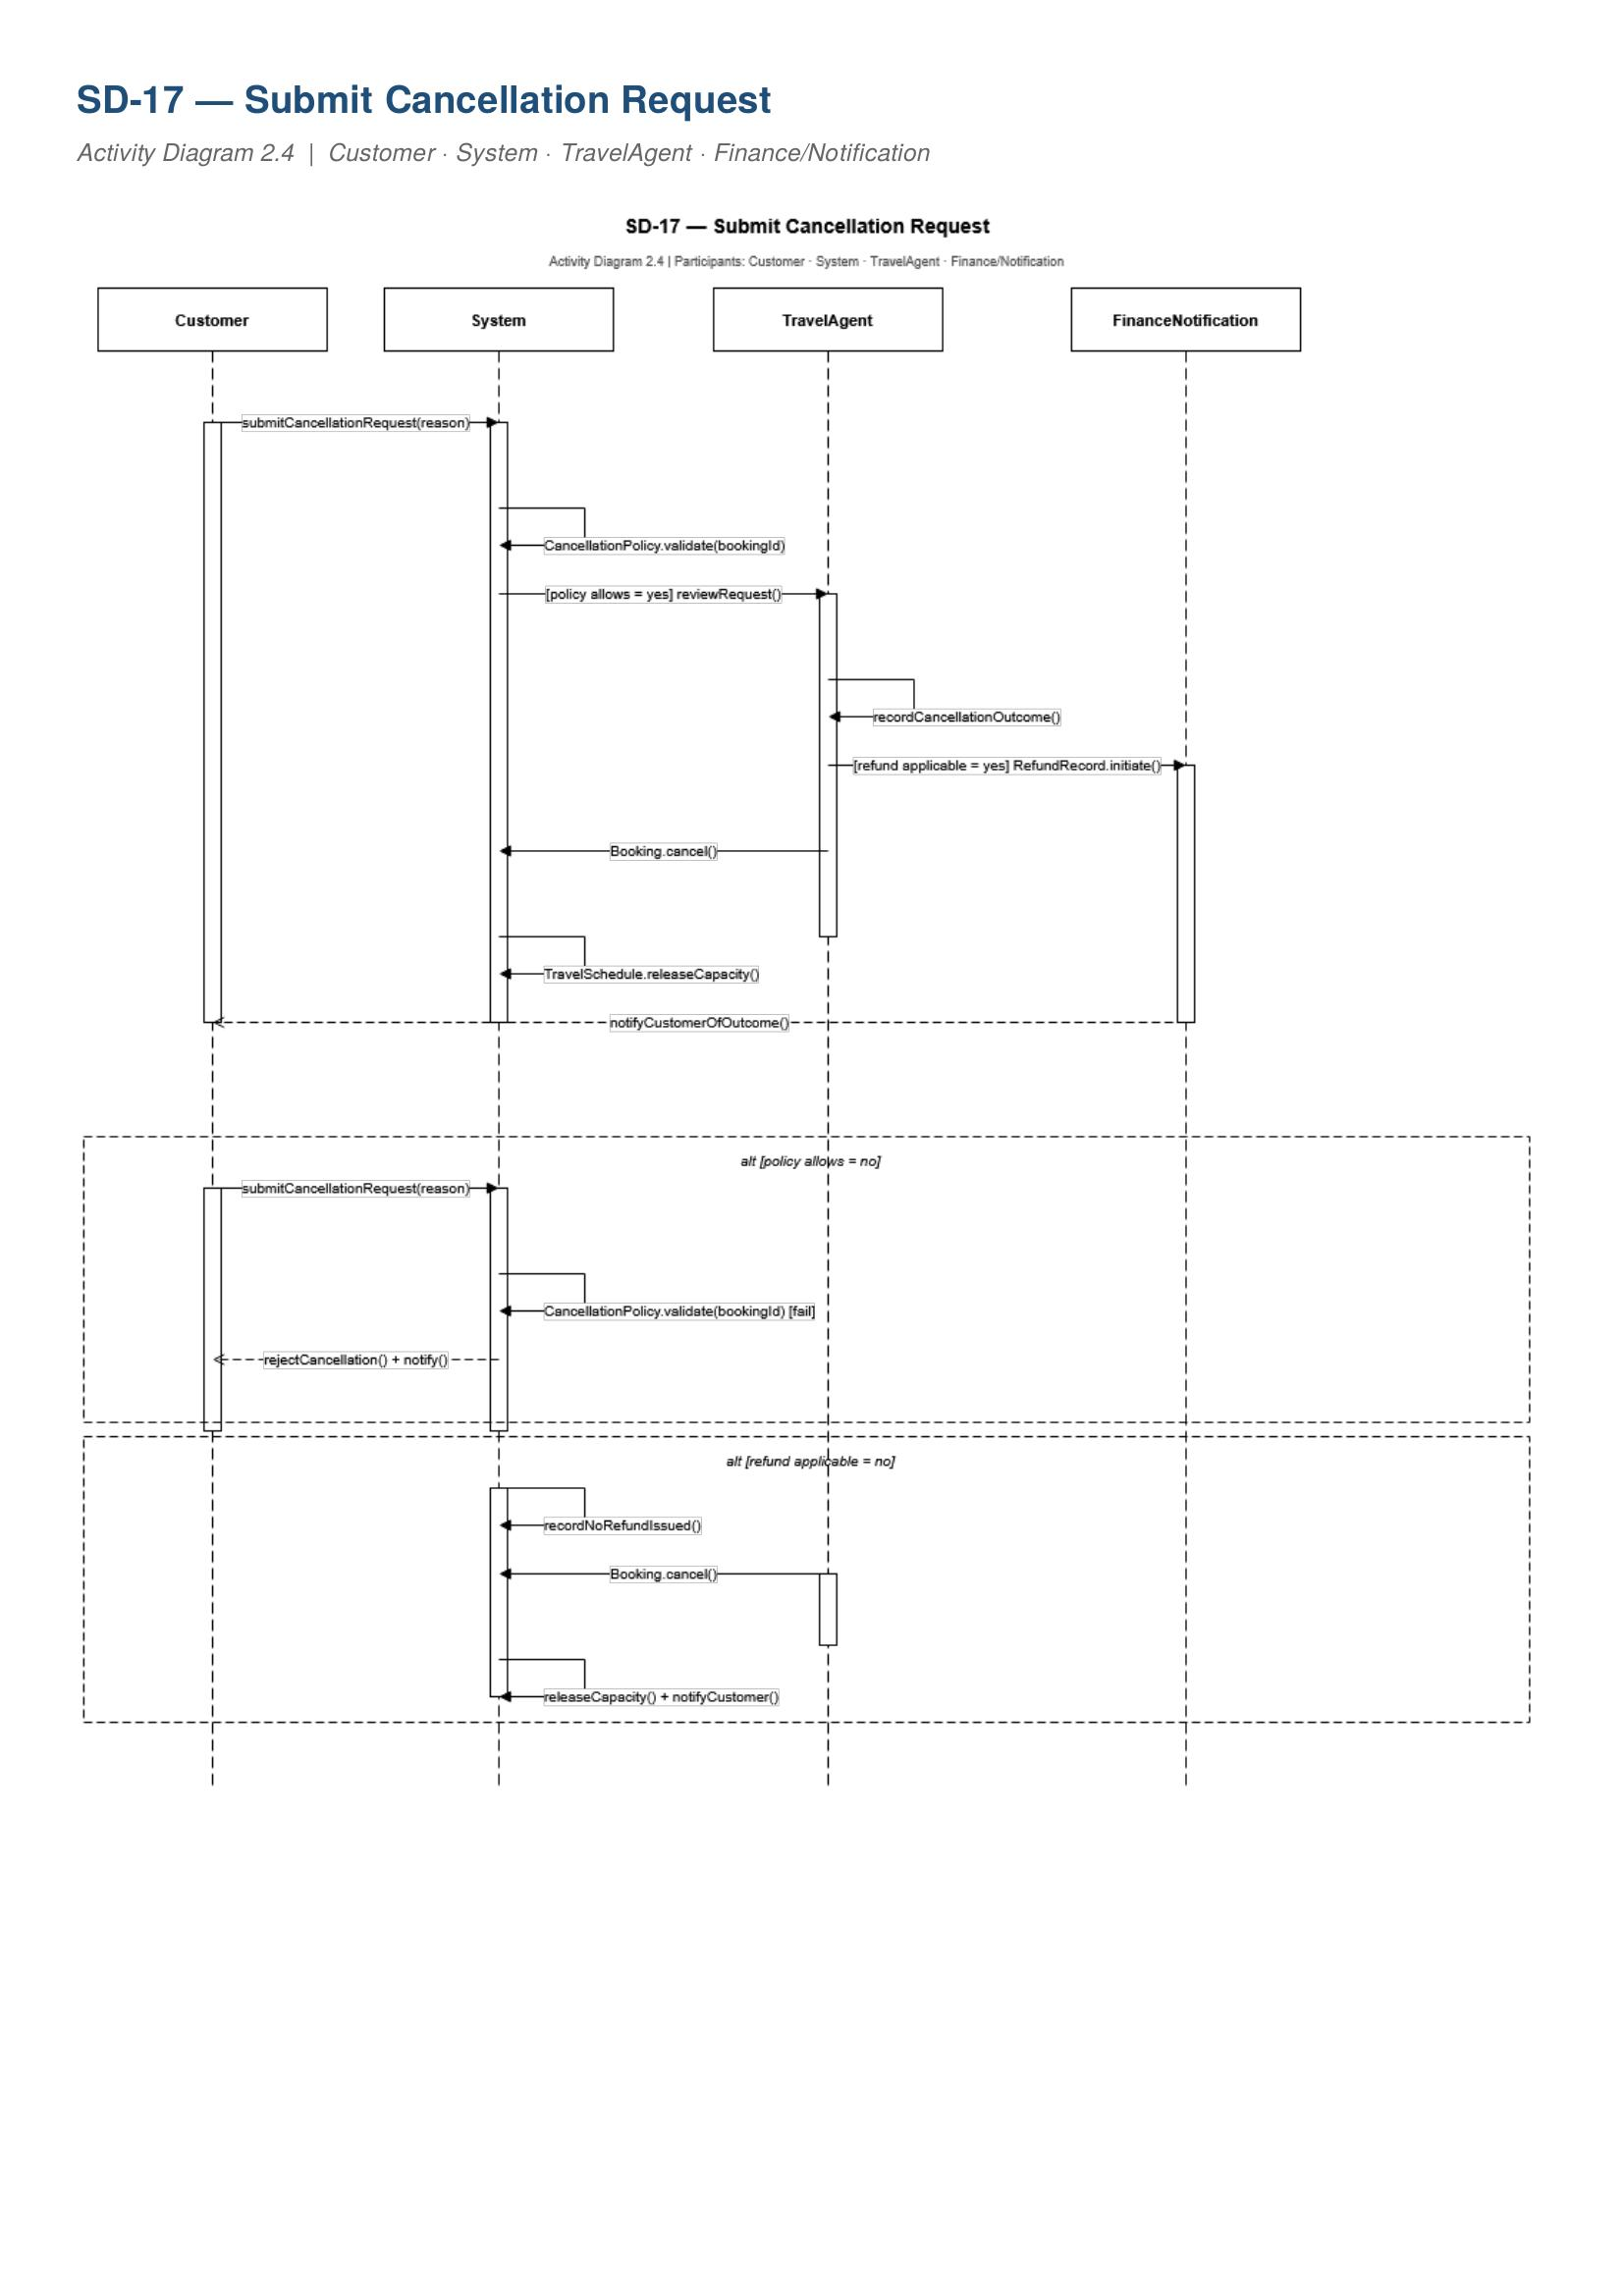 SD-17 — Submit Cancellation Request
Activity Diagram 2.4 | Customer · System · TravelAgent · Finance/Notification
SD-17 — Submit Cancellation Request
Activity Diagram 2.4 | Participants: Customer · System · TravelAgent · Finance/Notification
Customer
System
TravelAgent
FinanceNotification
submitCancellationRequest(reason)
CancellationPolicy.validate(bookingId)
[policy allows = yes] reviewRequest()
recordCancellationOutcome()
[refund applicable = yes] RefundRecord.initiate()
Booking.cancel()
TravelSchedule.releaseCapacity()
notifyCustomerOfOutcome()
alt [policy allows = no]
submitCancellationRequest(reason)
CancellationPolicy.validate(bookingId) [fail]
rejectCancellation() + notify()
alt [refund applicable = no]
recordNoRefundIssued()
Booking.cancel()
releaseCapacity() + notifyCustomer()